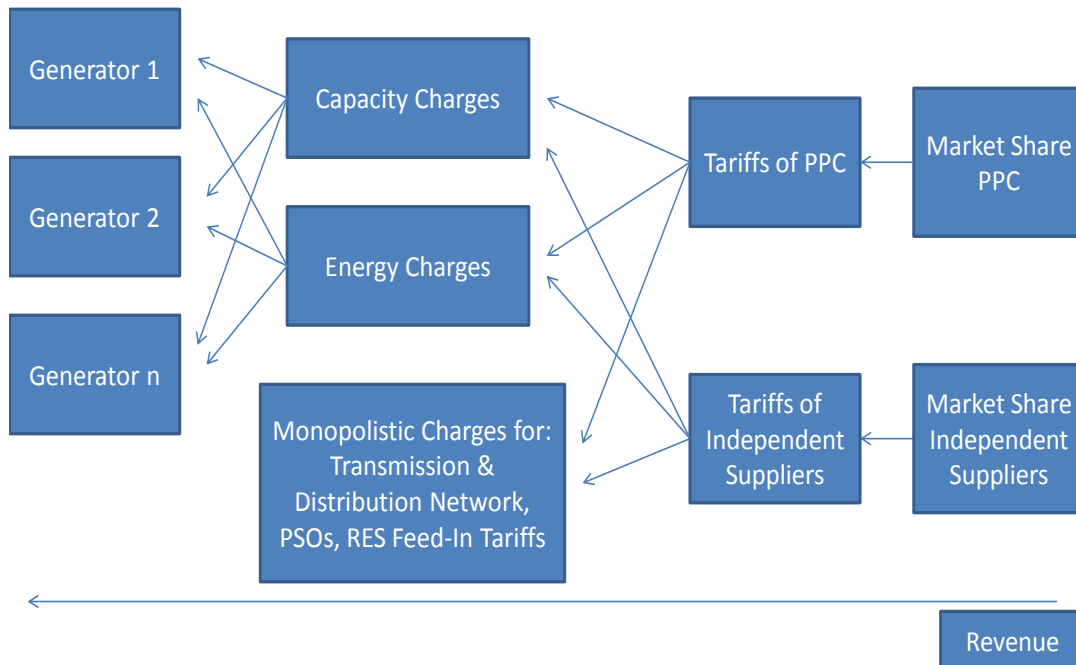 Generator 1
Generator 2
Generator n
Capacity Charges
Energy Charges
Monopolistic Charges for:
Transmission &
Distribution Network,
PSOs, RES Feed-In Tariffs
Tariffs of PPC
Tariffs of
Independent
Suppliers
Market Share
PPC
Market Share
Independent
Suppliers
Revenue